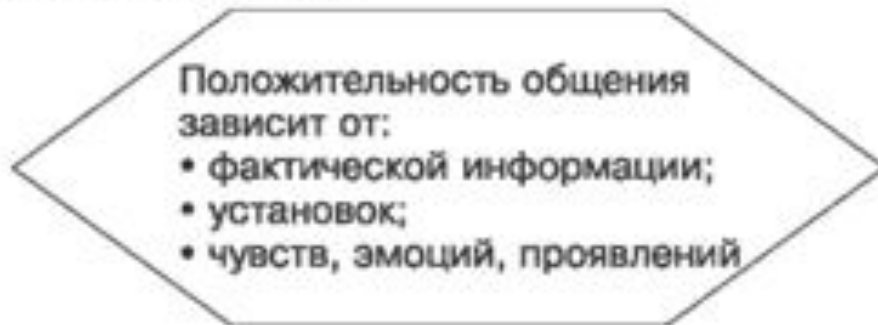 Положительность общения
зависит от:
• фактической информации;
• установок;
• чувств, эмоций, проявлений